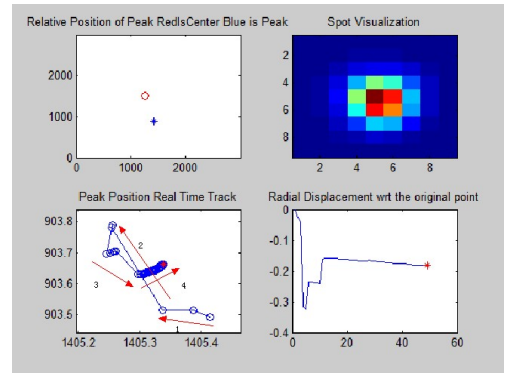 Relative Position of Peak RedIsCenter Blue is Peak
Spot Visualization
2000
1000
0
0 1000 2000
2
4
6
8
2 4 6 8
Peak Position Real Time Track
Radial Displacement wrt the original point
903.8
903.7
903.6
903.5
1405.2 1405.3 1405.4
2
3
4
1
0
-0.1
-0.2
-0.3
-0.4
0 20 40 60